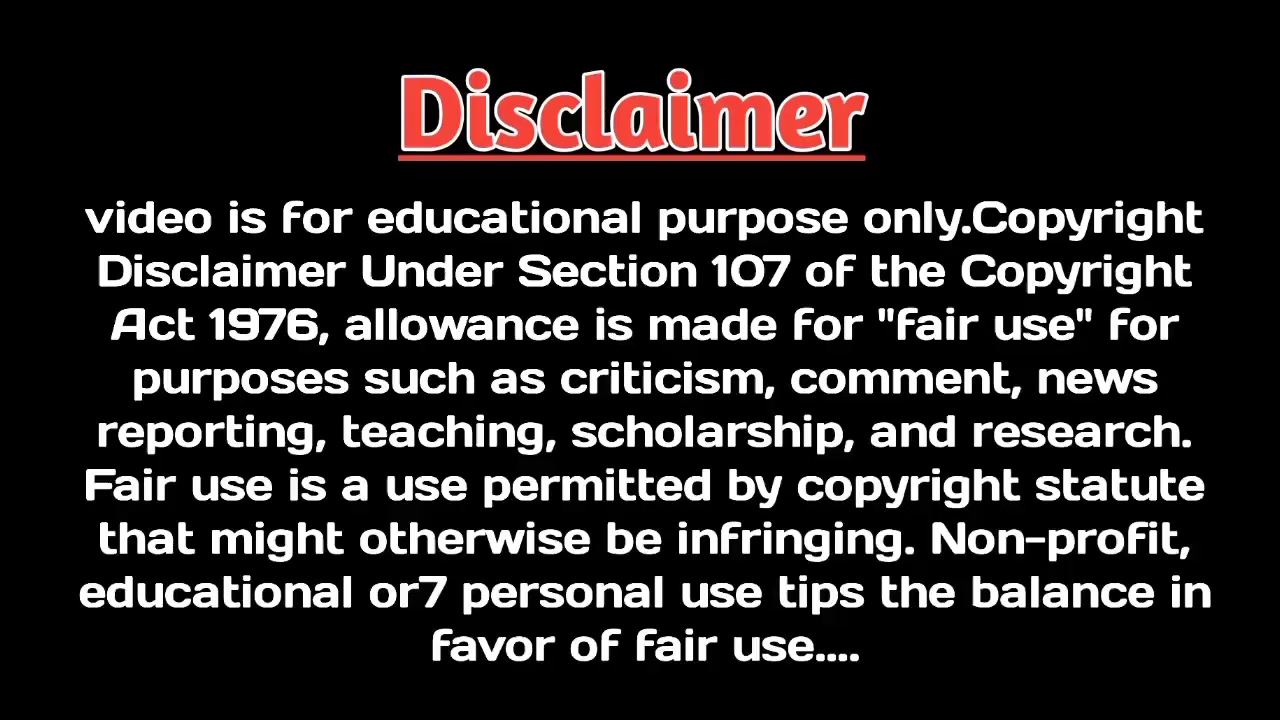 Disclaimer
video is for educational purpose only.Copyright
Disclaimer Under Section 107 of the Copyright
Act 1976, allowance is made for "fair use" for
purposes such as criticism, comment, news
reporting, teaching, scholarship, and research.
Fair use is a use permitted by copyright statute
that might otherwise be infringing. Non-profit,
educational or7 personal use tips the balance in
favor of fair use....